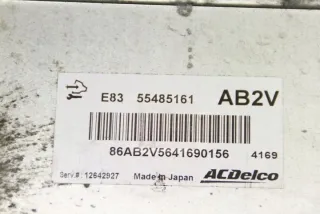 E83 55485161 AB2V
86AB2V5641690156 4169
Serv#: 12642927 Made in Japan ACDelco